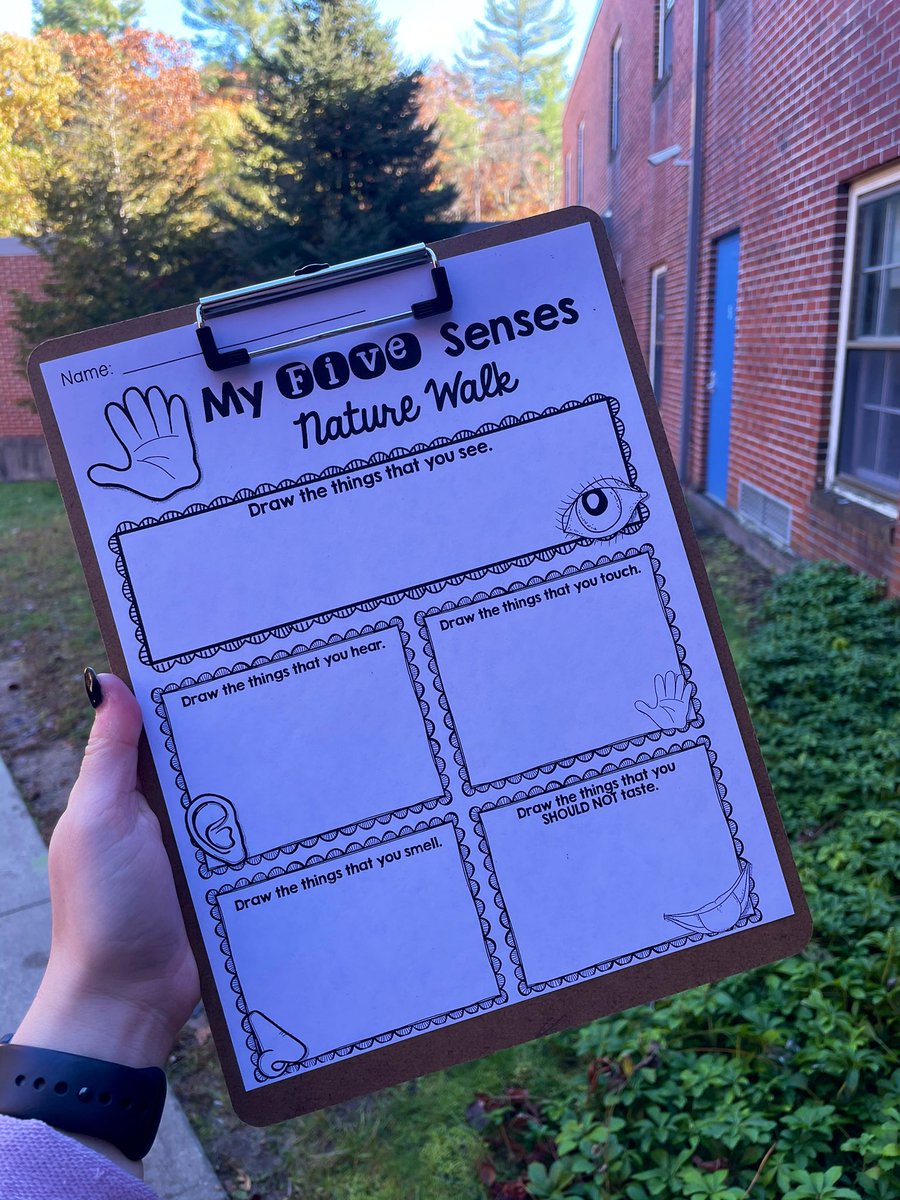 Name:
My Five Senses
Nature Walk
Draw the things that you see.
Draw the things that you hear.
Draw the things that you touch.
Draw the things that you smell.
Draw the things that you
SHOULD NOT taste.